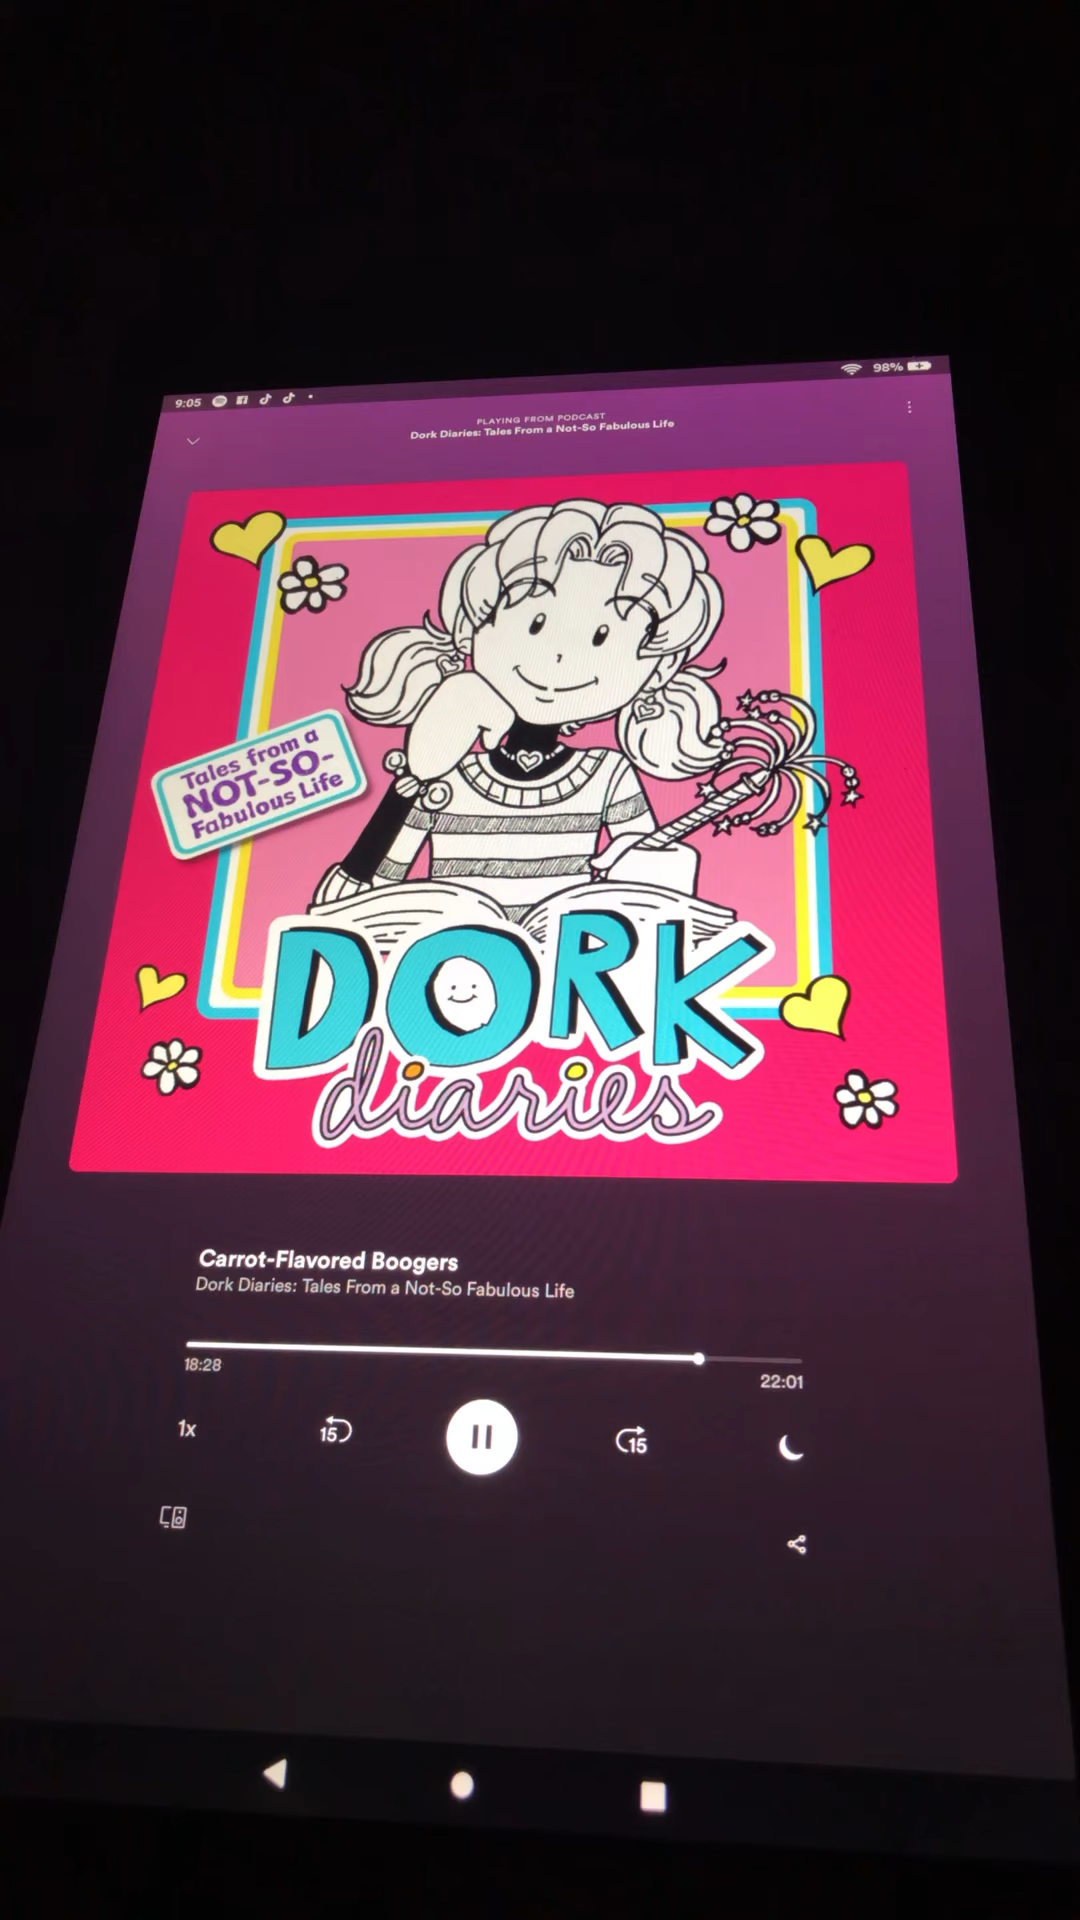 9:05
98%
PLAYING FROM PODCAST
Dork Diaries: Tales From a Not-So Fabulous Life
Tales from a
NOT-SO-
Fabulous Life
DORK
diaries
Carrot-Flavored Boogers
Dork Diaries: Tales From a Not-So Fabulous Life
18:28
22:01
1x
15
15